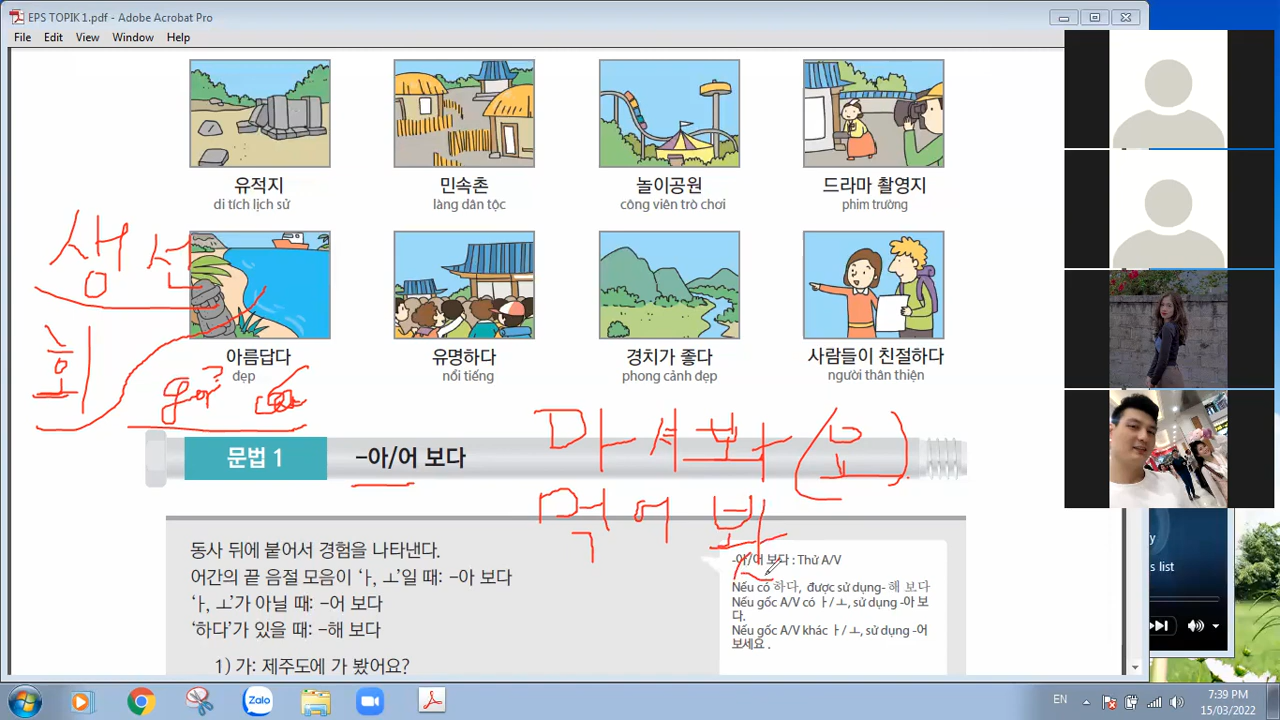 EPS TOPIK 1.pdf - Adobe Acrobat Pro
File Edit View Window Help
유적지 민속촌 놀이공원 드라마 촬영지
di tích lịch sử làng dân tộc công viên trò chơi phim trường
생선
회
아름답다 유명하다 경치가 좋다 사람들이 친절하다
đẹp nổi tiếng phong cảnh đẹp người thân thiện
gỏi
마셔봐(요)
문법 1 -아/어 보다
먹어 봤
동사 뒤에 붙어서 경험을 나타낸다.
어간의 끝 음절 모음이 ‘ㅏ, ㅗ’일 때: -아 보다
‘ㅏ, ㅗ’가 아닐 때: -어 보다
‘하다’가 있을 때: -해 보다
1) 가: 제주도에 가 봤어요?
-아/어 보다 : Thử A/V
Nếu có 하다, được sử dụng- 해 보다
Nếu gốc A/V có ㅏ/ㅗ, sử dụng -아 보
다.
Nếu gốc A/V khác ㅏ/ㅗ, sử dụng -어
보세요 .
s list
Zalo
EN
7:39 PM
15/03/2022